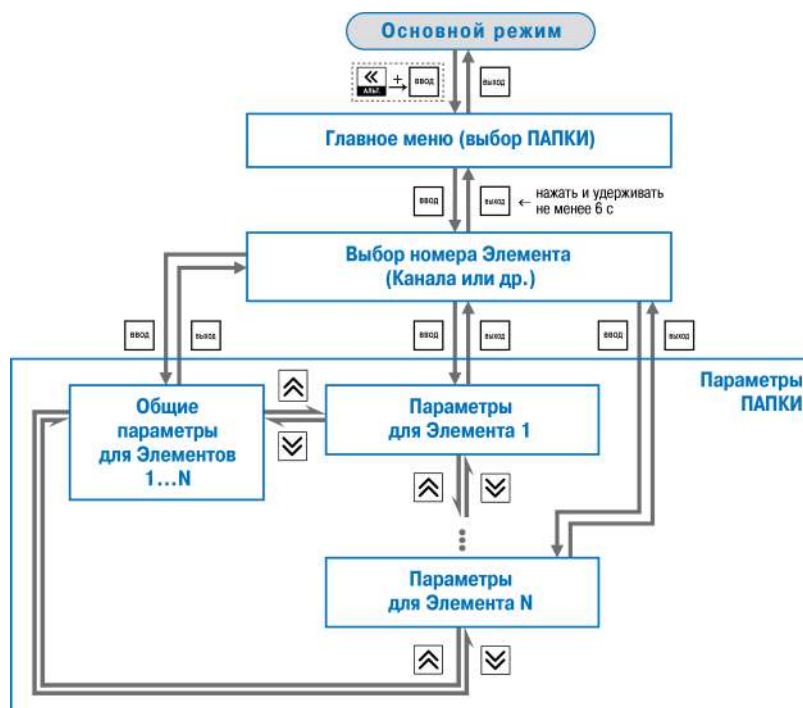 Основной режим
АЛЬТ. + ВВОД ВЫХОД
Главное меню (выбор ПАПКИ)
ВВОД ВЫХОД ← нажать и удерживать
не менее 6 с
Выбор номера Элемента
(Канала или др.)
ВВОД ВЫХОД ВВОД ВЫХОД ВВОД ВЫХОД
Параметры
ПАПКИ
Общие
параметры
для Элементов
1...N
Параметры
для Элемента 1
Параметры
для Элемента N